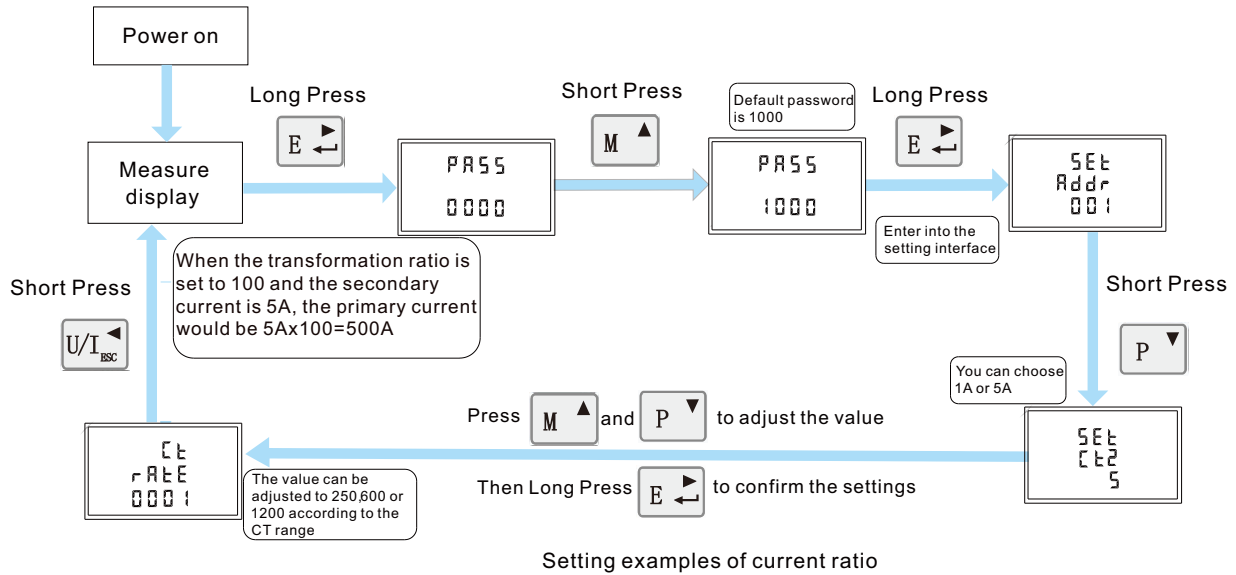 Power on
Measure
display
Long Press
E
PASS
0000
Short Press
M
Default password
is 1000
PASS
1000
Long Press
E
Enter into the
setting interface
SEt
Addr
001
Short Press
P
You can choose
1A or 5A
SEt
Ct2
5
Press M and P to adjust the value
Then Long Press E to confirm the settings
Ct
rAtE
0001
The value can be
adjusted to 250,600 or
1200 according to the
CT range
Short Press
U/I ESC
When the transformation ratio is
set to 100 and the secondary
current is 5A, the primary current
would be 5Ax100=500A
Setting examples of current ratio